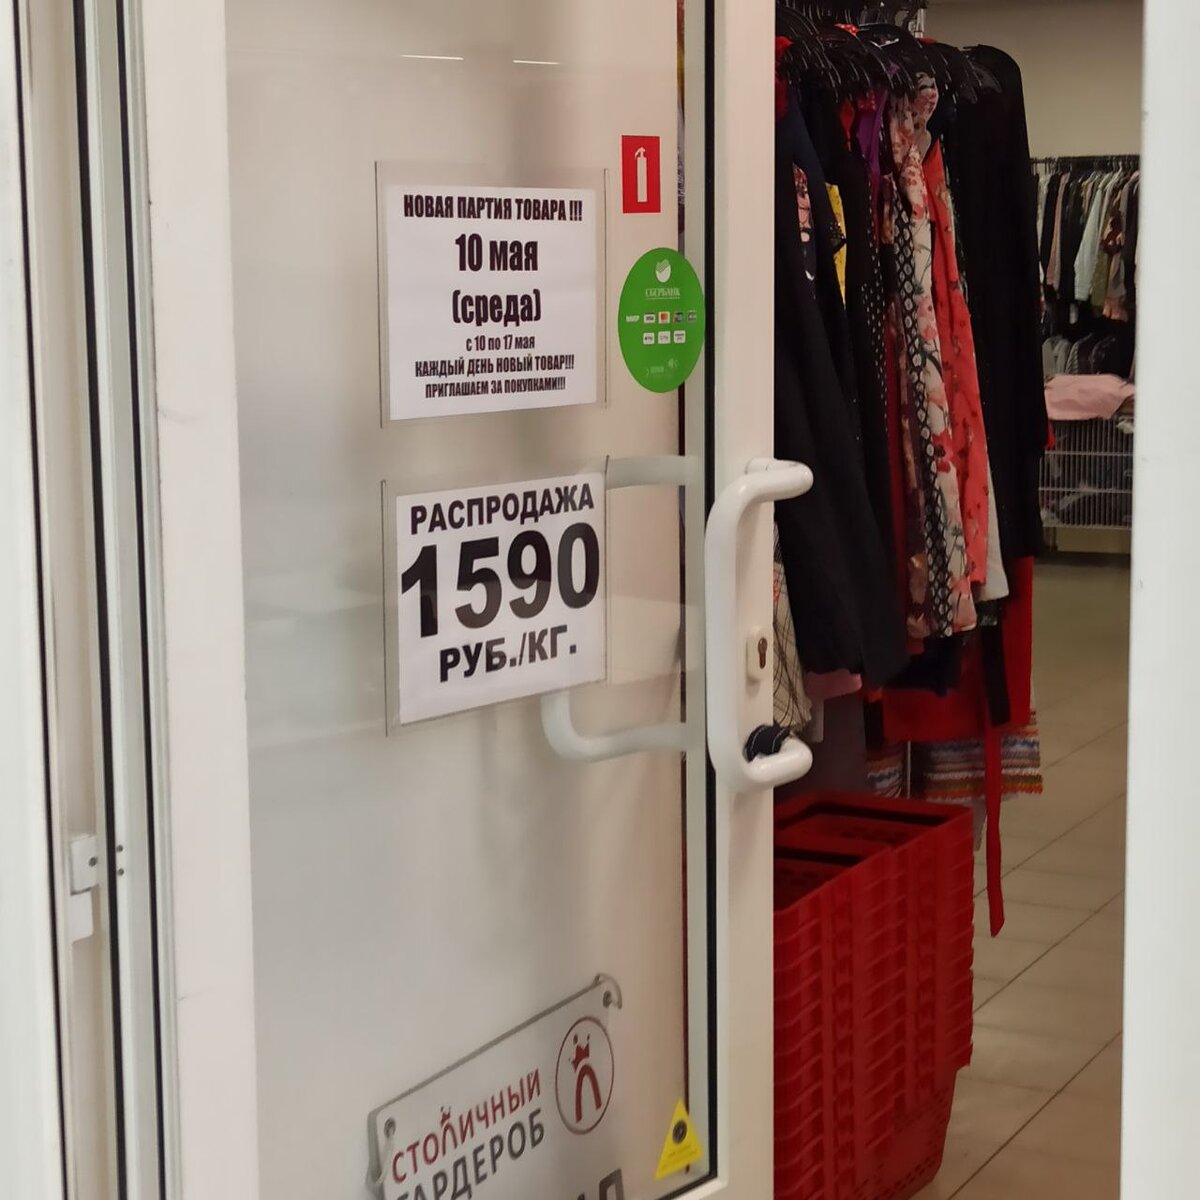 НОВАЯ ПАРТИЯ ТОВАРА !!!
10 мая
(среда)
с 10 по 17 мая
КАЖДЫЙ ДЕНЬ НОВЫЙ ТОВАР!!!
ПРИГЛАШАЕМ ЗА ПОКУПКАМИ!!!
СБЕРБАНК
VISA
РАСПРОДАЖА
1590
РУБ./КГ.
СТОЛИЧНЫЙ
ГАРДЕРОБ